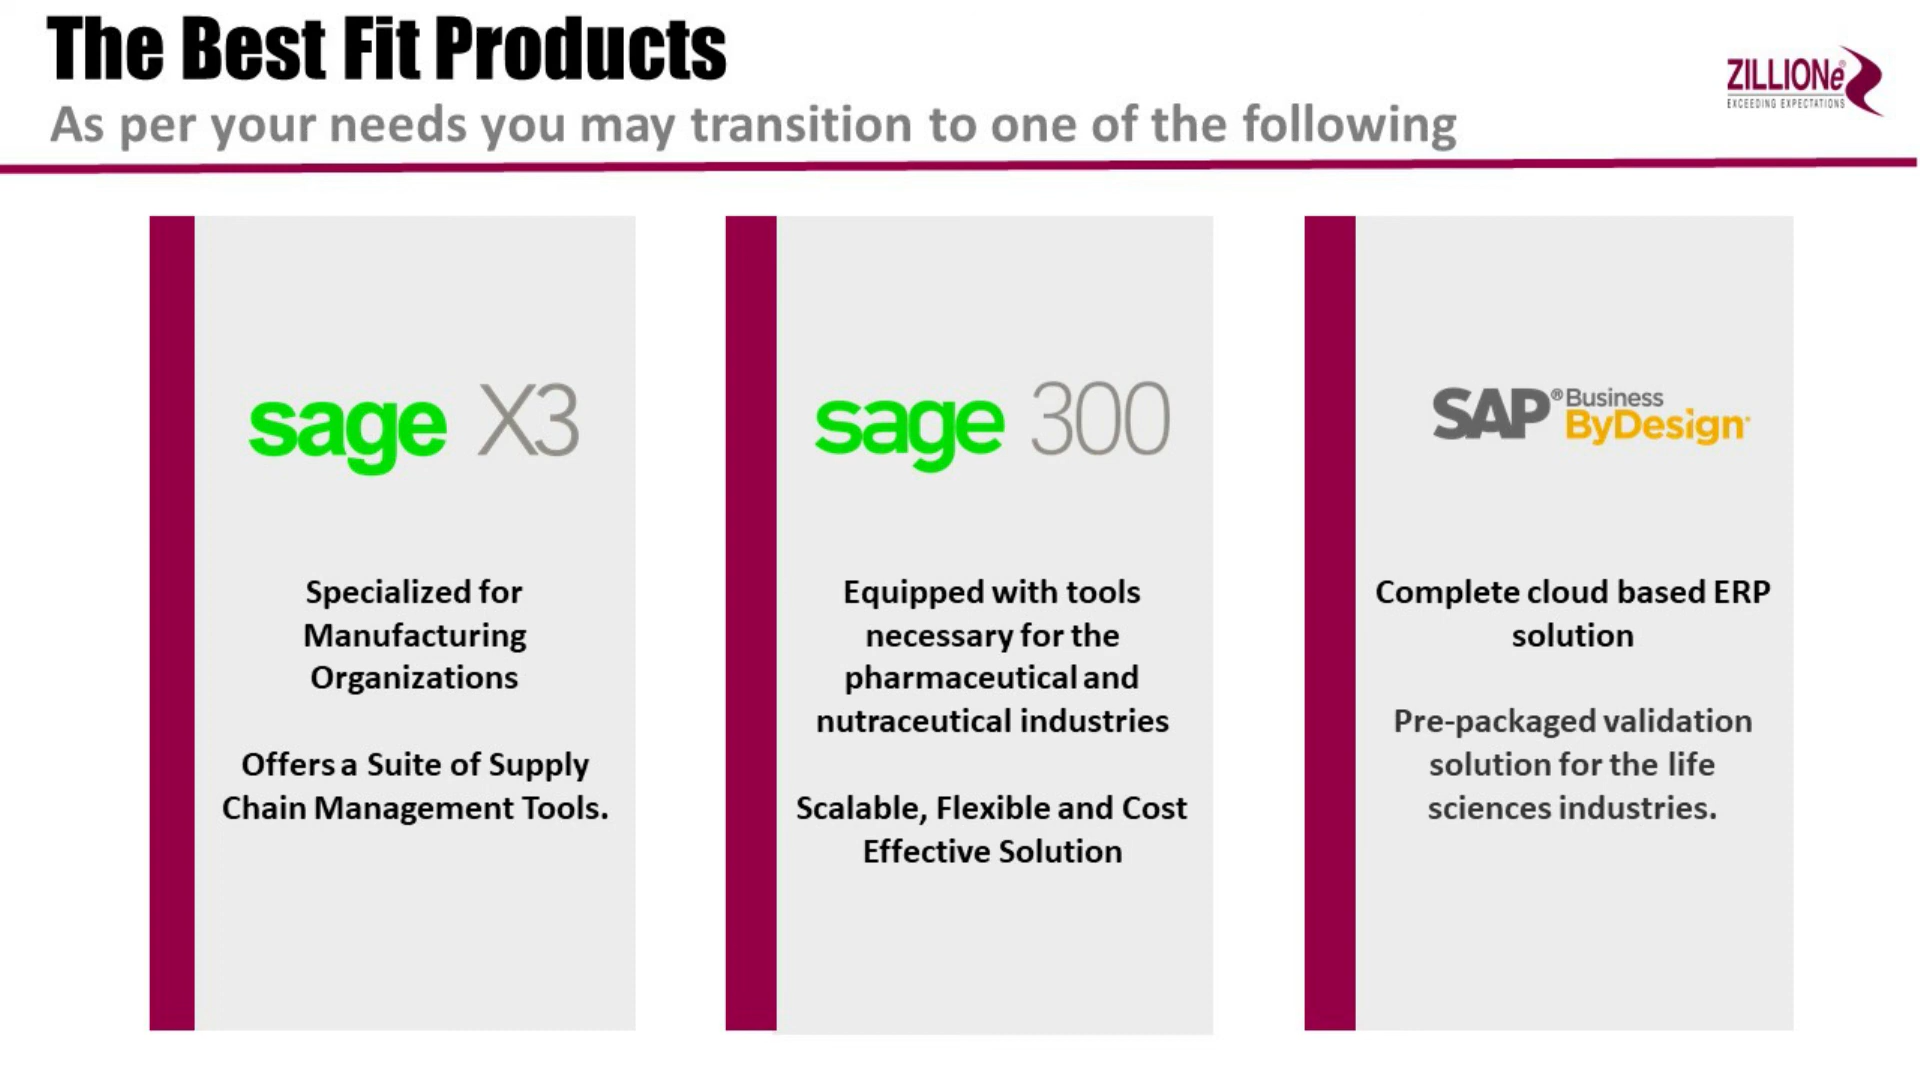 The Best Fit Products
As per your needs you may transition to one of the following
ZILLIONé®
EXCEEDING EXPECTATIONS
sage X3
Specialized for
Manufacturing
Organizations
Offers a Suite of Supply
Chain Management Tools.
sage 300
Equipped with tools
necessary for the
pharmaceutical and
nutraceutical industries
Scalable, Flexible and Cost
Effective Solution
SAP® Business
ByDesign
Complete cloud based ERP
solution
Pre-packaged validation
solution for the life
sciences industries.